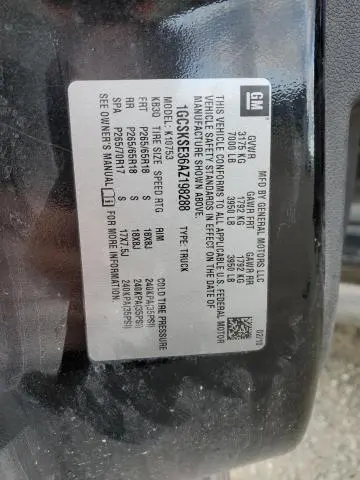 GM
MFD BY GENERAL MOTORS LLC
02/10
GVWR GAWR FRT GAWR RR
3175 KG 1792 KG 1792 KG
7000 LB 3950 LB 3950 LB
THIS VEHICLE CONFORMS TO ALL APPLICABLE U.S. FEDERAL MOTOR
VEHICLE SAFETY STANDARDS IN EFFECT ON THE DATE OF
MANUFACTURE SHOWN ABOVE.
1GCSKSE36AZ198288 TYPE: TRUCK
MODEL: K10753
KB3Q TIRE SIZE SPEED RTG RIM COLD TIRE PRESSURE
FRT P265/65R18 18X8J 240KPA(35PSI)
RR P265/65R18 18X8J 240KPA(35PSI)
SPA P265/70R17 17X7.5J 240KPA(35PSI)
SEE OWNER'S MANUAL FOR MORE INFORMATION.